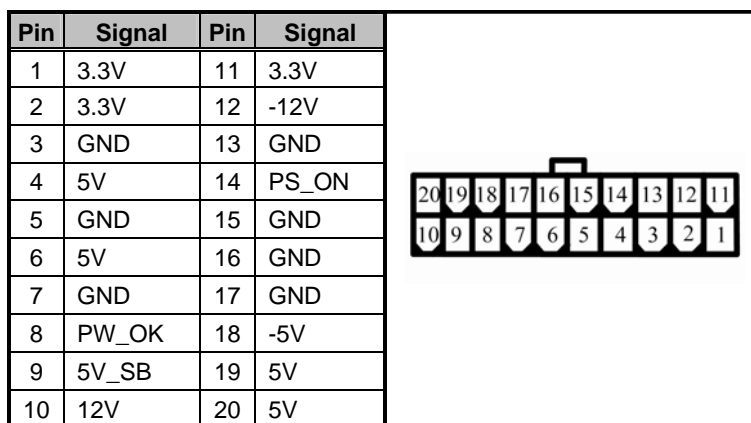 Pin Signal Pin Signal
1 3.3V 11 3.3V
2 3.3V 12 -12V
3 GND 13 GND
4 5V 14 PS_ON
5 GND 15 GND
6 5V 16 GND
7 GND 17 GND
8 PW_OK 18 -5V
9 5V_SB 19 5V
10 12V 20 5V
20 19 18 17 16 15 14 13 12 11
10 9 8 7 6 5 4 3 2 1